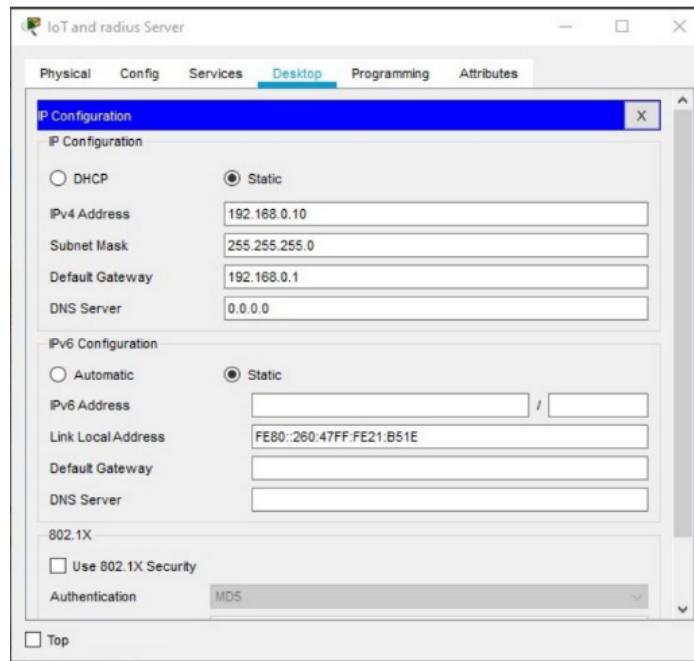 IoT and radius Server
Physical Config Services Desktop Programming Attributes
IP Configuration X
IP Configuration
DHCP Static
IPv4 Address 192.168.0.10
Subnet Mask 255.255.255.0
Default Gateway 192.168.0.1
DNS Server 0.0.0.0
IPv6 Configuration
Automatic Static
IPv6 Address /
Link Local Address FE80::260:47FF:FE21:B51E
Default Gateway
DNS Server
802.1X
Use 802.1X Security
Authentication MD5
Top